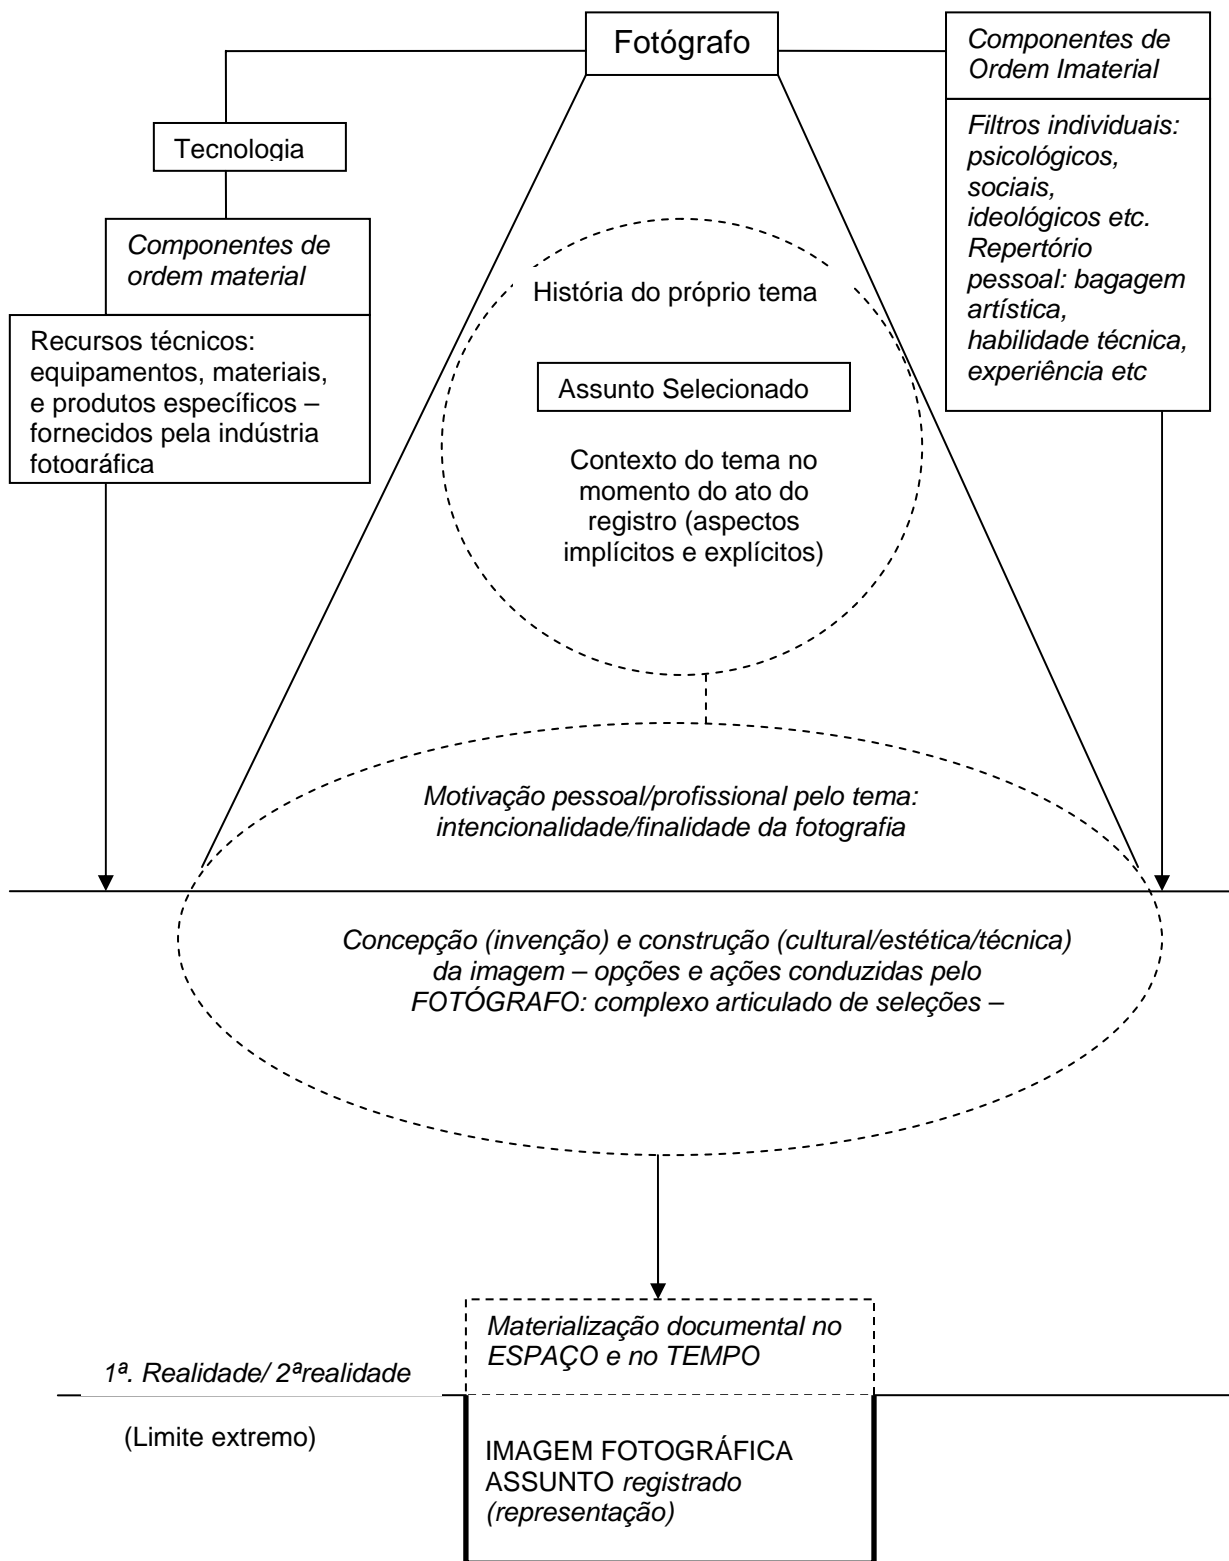 Fotógrafo
Componentes de
Ordem Imaterial
Filtros individuais:
psicológicos,
sociais,
ideológicos etc.
Repertório
pessoal: bagagem
artística,
habilidade técnica,
experiência etc
Tecnologia
Componentes de
ordem material
Recursos técnicos:
equipamentos, materiais,
e produtos específicos –
fornecidos pela indústria
fotográfica
História do próprio tema
Assunto Selecionado
Contexto do tema no
momento do ato do
registro (aspectos
implícitos e explícitos)
Motivação pessoal/profissional pelo tema:
intencionalidade/finalidade da fotografia
Concepção (invenção) e construção (cultural/estética/técnica)
da imagem – opções e ações conduzidas pelo
FOTÓGRAFO: complexo articulado de seleções –
Materialização documental no
ESPAÇO e no TEMPO
1ª. Realidade/ 2ªrealidade
(Limite extremo)
IMAGEM FOTOGRÁFICA
ASSUNTO registrado
(representação)